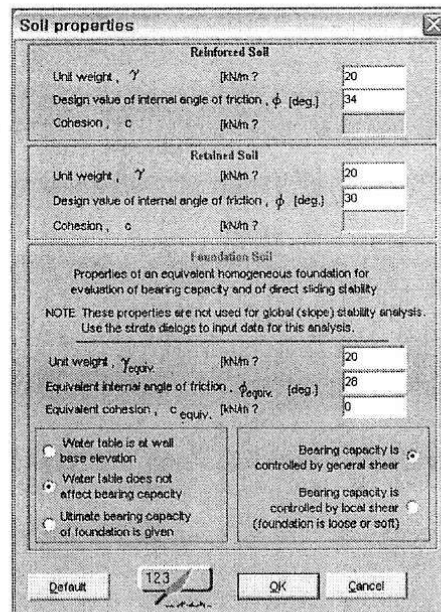 Soil properties
Reinforced Soil
Unit weight , γ [kN/m ? 20
Design value of internal angle of friction , ϕ [deg.] 34
Cohesion , c [kN/m ?
Retained Soil
Unit weight , γ [kN/m ? 20
Design value of internal angle of friction , ϕ [deg.] 30
Cohesion , c [kN/m ?
Foundation Soil
Properties of an equivalent homogeneous foundation for
evaluation of bearing capacity and of direct sliding stability
NOTE: These properties are not used for global (slope) stability analysis.
Use the strata dialogs to input data for this analysis.
Unit weight , γequiv. [kN/m ? 20
Equivalent internal angle of friction , ϕequiv. [deg.] 28
Equivalent cohesion , c equiv. [kN/m ? 0
Water table is at wall
base elevation
Water table does not
affect bearing capacity
Ultimate bearing capacity
of foundation is given
Bearing capacity is
controlled by general shear
Bearing capacity is
controlled by local shear
(foundation is loose or soft)
Default
123
OK
Cancel